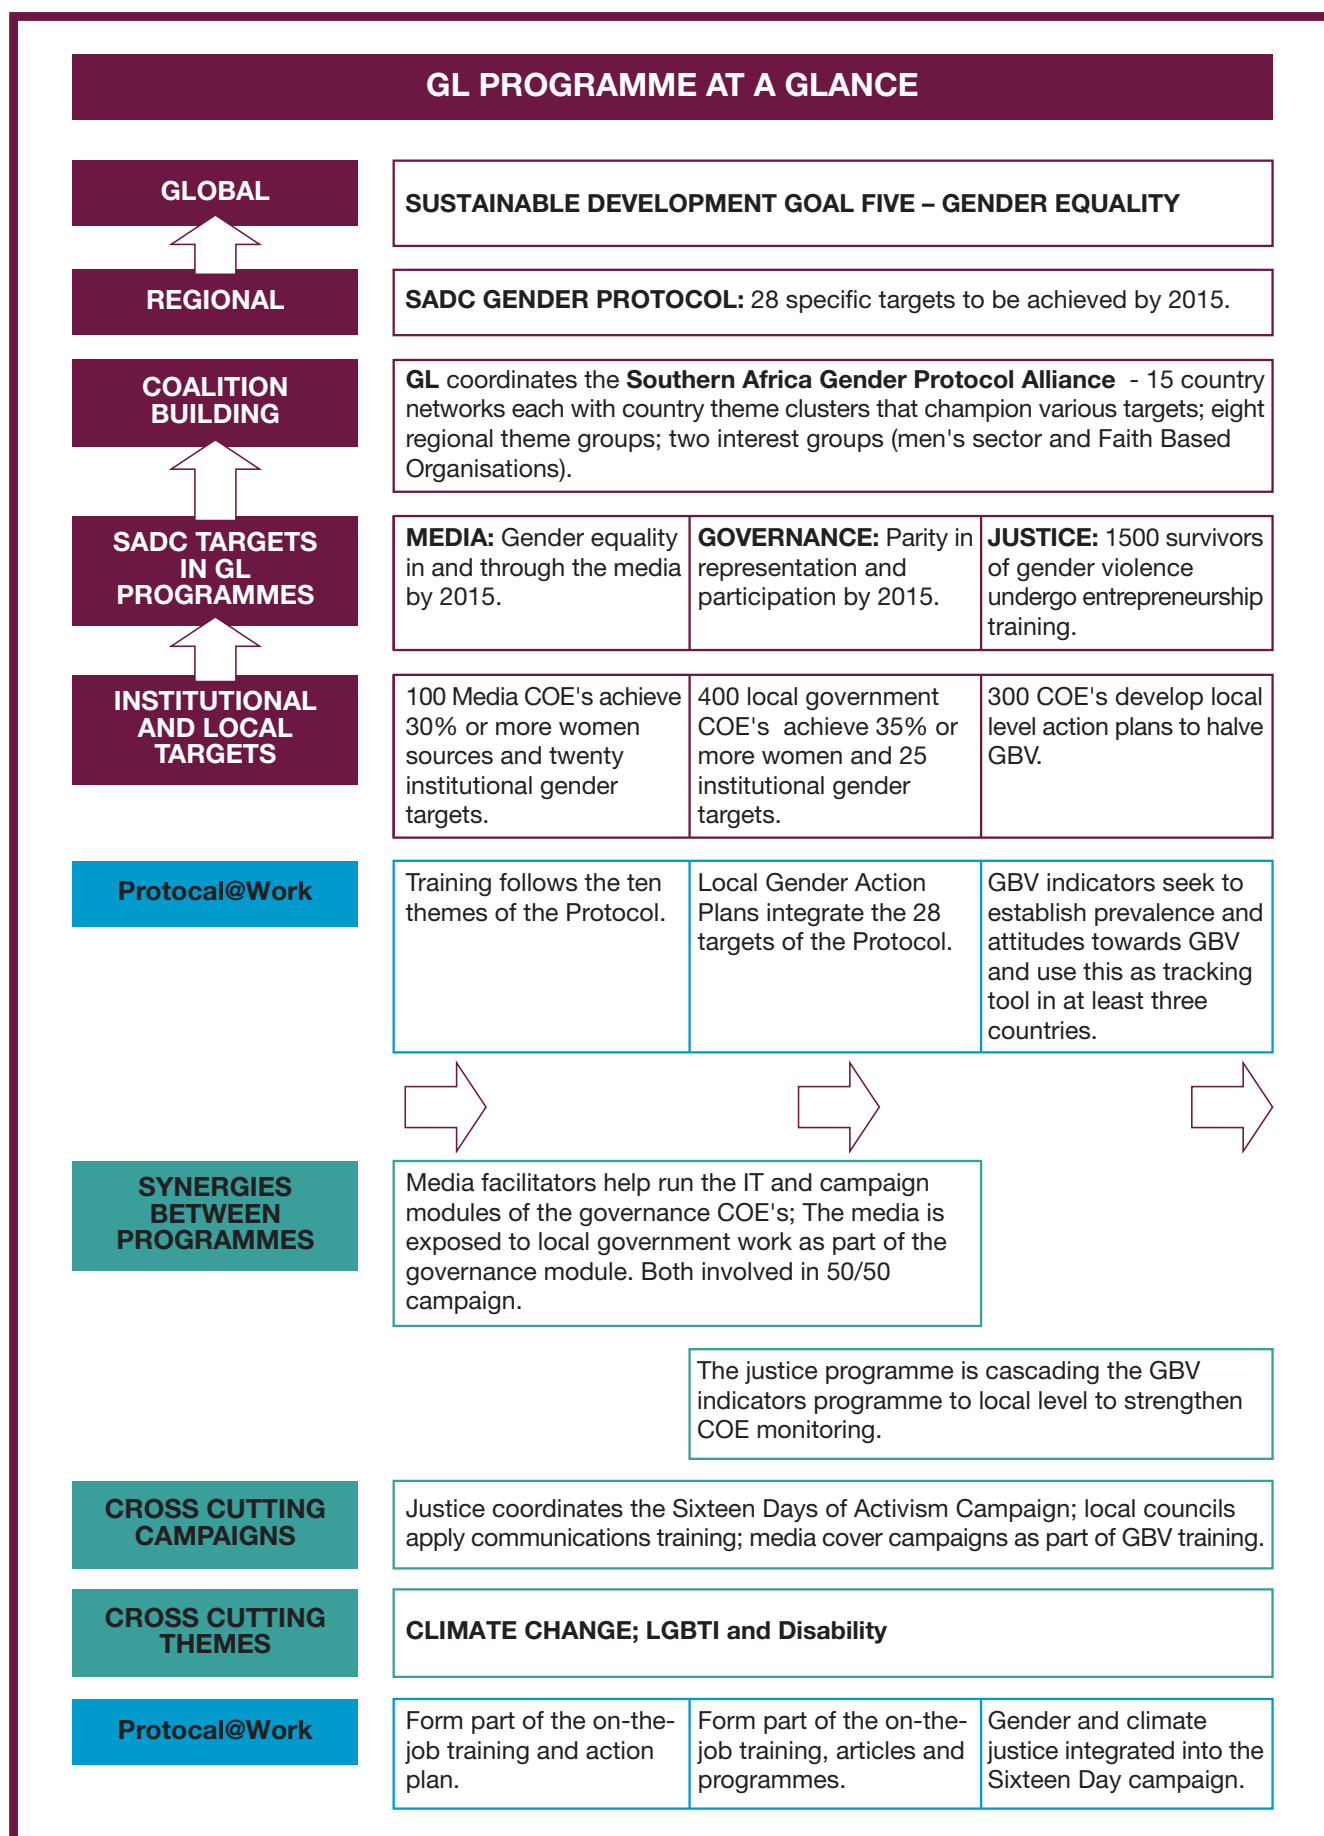 GL PROGRAMME AT A GLANCE
GLOBAL
SUSTAINABLE DEVELOPMENT GOAL FIVE – GENDER EQUALITY
REGIONAL
SADC GENDER PROTOCOL: 28 specific targets to be achieved by 2015.
COALITION
BUILDING
GL coordinates the Southern Africa Gender Protocol Alliance - 15 country
networks each with country theme clusters that champion various targets; eight
regional theme groups; two interest groups (men's sector and Faith Based
Organisations).
SADC TARGETS
IN GL
PROGRAMMES
MEDIA: Gender equality
in and through the media
by 2015.
GOVERNANCE: Parity in
representation and
participation by 2015.
JUSTICE: 1500 survivors
of gender violence
undergo entrepreneurship
training.
INSTITUTIONAL
AND LOCAL
TARGETS
100 Media COE's achieve
30% or more women
sources and twenty
institutional gender
targets.
400 local government
COE's achieve 35% or
more women and 25
institutional gender
targets.
300 COE's develop local
level action plans to halve
GBV.
Protocal@Work
Training follows the ten
themes of the Protocol.
Local Gender Action
Plans integrate the 28
targets of the Protocol.
GBV indicators seek to
establish prevalence and
attitudes towards GBV
and use this as tracking
tool in at least three
countries.
SYNERGIES
BETWEEN
PROGRAMMES
Media facilitators help run the IT and campaign
modules of the governance COE's; The media is
exposed to local government work as part of the
governance module. Both involved in 50/50
campaign.
The justice programme is cascading the GBV
indicators programme to local level to strengthen
COE monitoring.
CROSS CUTTING
CAMPAIGNS
Justice coordinates the Sixteen Days of Activism Campaign; local councils
apply communications training; media cover campaigns as part of GBV training.
CROSS CUTTING
THEMES
CLIMATE CHANGE; LGBTI and Disability
Protocal@Work
Form part of the on-the-
job training and action
plan.
Form part of the on-the-
job training, articles and
programmes.
Gender and climate
justice integrated into the
Sixteen Day campaign.